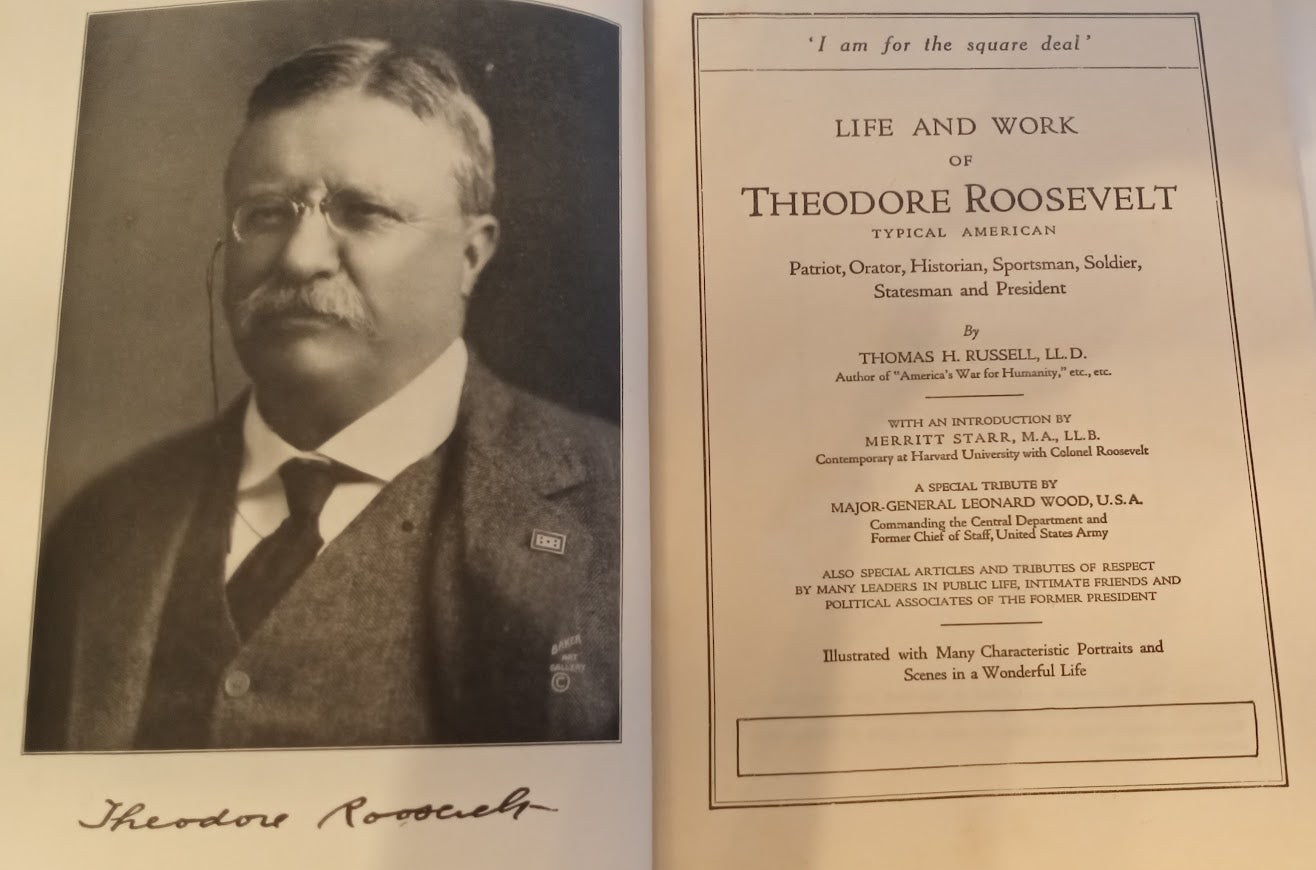 BAKER
ART
GALLERY
©
Theodore Roosevelt
'I am for the square deal'
LIFE AND WORK
OF
THEODORE ROOSEVELT
TYPICAL AMERICAN
Patriot, Orator, Historian, Sportsman, Soldier,
Statesman and President
By
THOMAS H. RUSSELL, LL.D.
Author of "America's War for Humanity," etc., etc.
WITH AN INTRODUCTION BY
MERRITT STARR, M.A., LL.B.
Contemporary at Harvard University with Colonel Roosevelt
A SPECIAL TRIBUTE BY
MAJOR-GENERAL LEONARD WOOD, U.S.A.
Commanding the Central Department and
Former Chief of Staff, United States Army
ALSO SPECIAL ARTICLES AND TRIBUTES OF RESPECT
BY MANY LEADERS IN PUBLIC LIFE, INTIMATE FRIENDS AND
POLITICAL ASSOCIATES OF THE FORMER PRESIDENT
Illustrated with Many Characteristic Portraits and
Scenes in a Wonderful Life